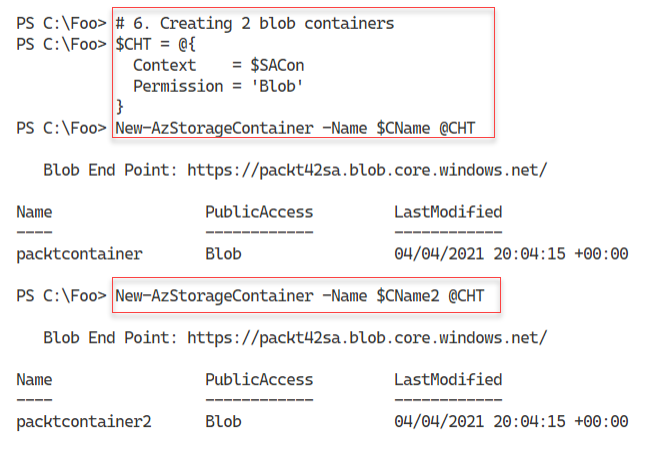 PS C:\Foo> # 6. Creating 2 blob containers
PS C:\Foo> $CHT = @{
Context    = $SACon
Permission = 'Blob'
}
PS C:\Foo> New-AzStorageContainer -Name $CName @CHT
Blob End Point: https://packt42sa.blob.core.windows.net/
Name                 PublicAccess         LastModified
----                 ------------         ------------
packtcontainer       Blob                 04/04/2021 20:04:15 +00:00
PS C:\Foo> New-AzStorageContainer -Name $CName2 @CHT
Blob End Point: https://packt42sa.blob.core.windows.net/
Name                 PublicAccess         LastModified
----                 ------------         ------------
packtcontainer2      Blob                 04/04/2021 20:04:15 +00:00